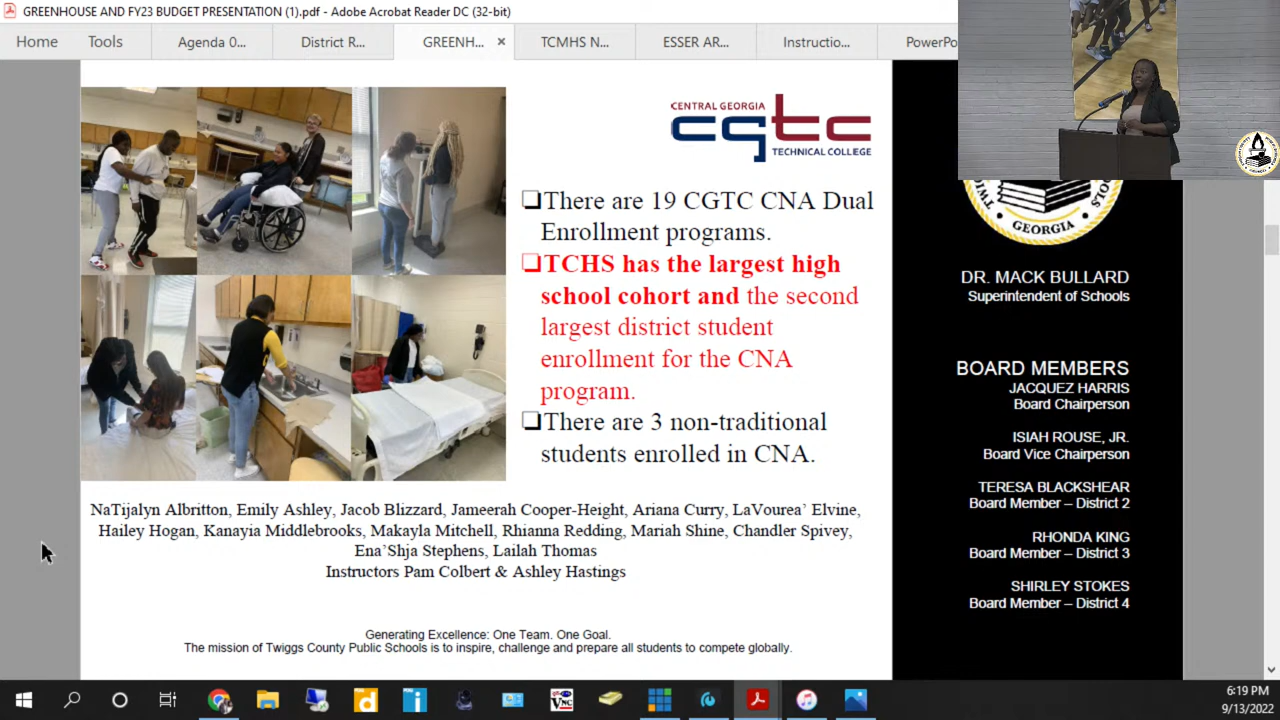 GREENHOUSE AND FY23 BUDGET PRESENTATION (1).pdf - Adobe Acrobat Reader DC (32-bit)
Home
Tools
Agenda 0...
District R...
GREENH...
TCMHS N...
ESSER AR...
Instructio...
PowerPo
CENTRAL GEORGIA
cgtc
TECHNICAL COLLEGE
There are 19 CGTC CNA Dual
Enrollment programs.
TCHS has the largest high
school cohort and the second
largest district student
enrollment for the CNA
program.
There are 3 non-traditional
students enrolled in CNA.
NaTijalyn Albritton, Emily Ashley, Jacob Blizzard, Jameerah Cooper-Height, Ariana Curry, LaVourea’ Elvine,
Hailey Hogan, Kanayia Middlebrooks, Makayla Mitchell, Rhianna Redding, Mariah Shine, Chandler Spivey,
Ena’Shja Stephens, Lailah Thomas
Instructors Pam Colbert & Ashley Hastings
Generating Excellence: One Team. One Goal.
The mission of Twiggs County Public Schools is to inspire, challenge and prepare all students to compete globally.
GEORGIA
DR. MACK BULLARD
Superintendent of Schools
BOARD MEMBERS
JACQUEZ HARRIS
Board Chairperson
ISIAH ROUSE, JR.
Board Vice Chairperson
TERESA BLACKSHEAR
Board Member – District 2
RHONDA KING
Board Member – District 3
SHIRLEY STOKES
Board Member – District 4
6:19 PM
9/13/2022